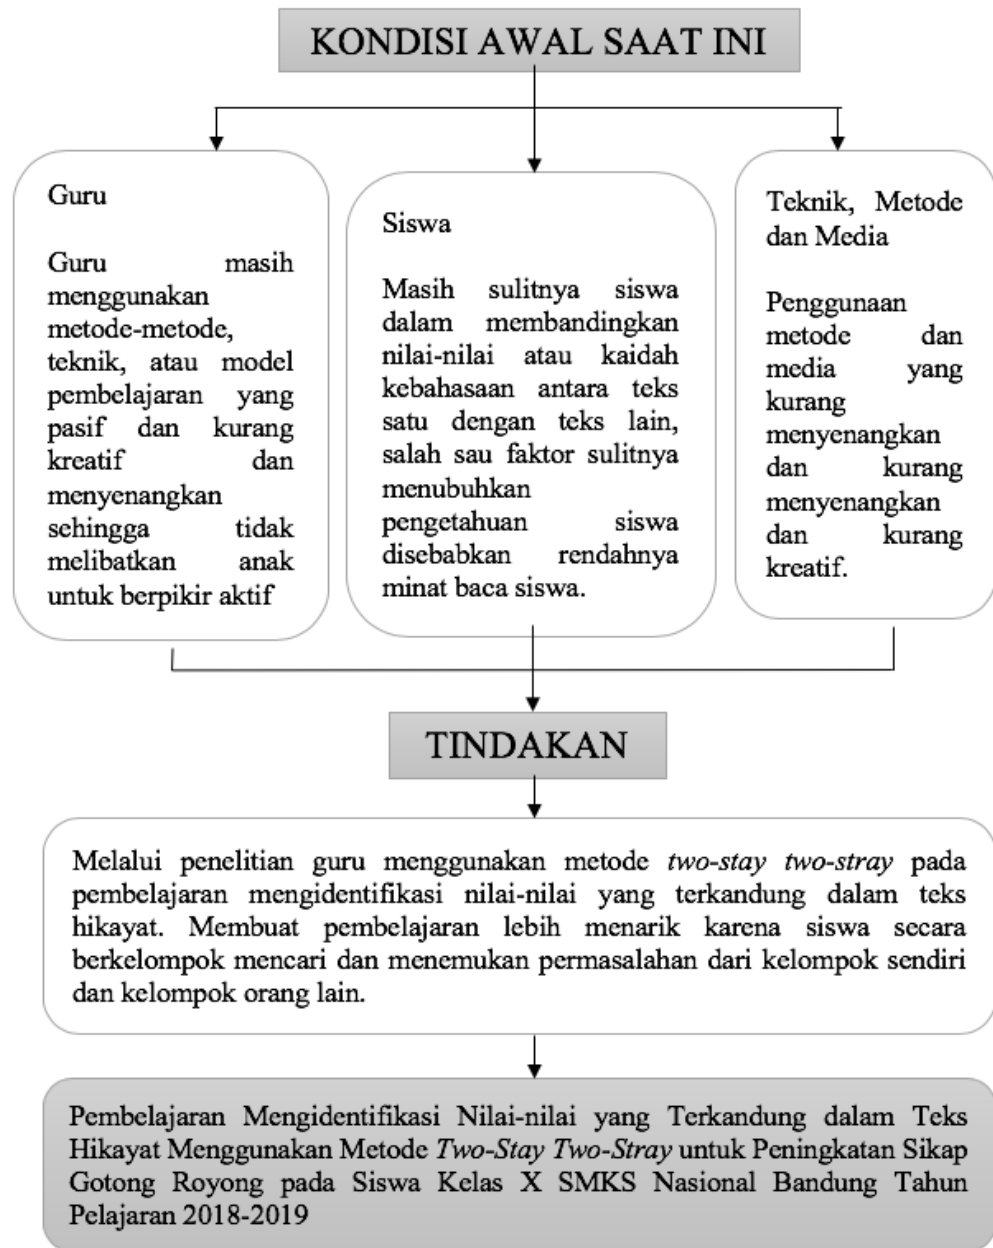 KONDISI AWAL SAAT INI
Guru
Guru masih
menggunakan
metode-metode,
teknik, atau model
pembelajaran yang
pasif dan kurang
kreatif dan
menyenangkan
sehingga tidak
melibatkan anak
untuk berpikir aktif
Siswa
Masih sulitnya siswa
dalam membandingkan
nilai-nilai atau kaidah
kebahasaan antara teks
satu dengan teks lain,
salah sau faktor sulitnya
menubuhkan
pengetahuan siswa
disebabkan rendahnya
minat baca siswa.
Teknik, Metode
dan Media
Penggunaan
metode dan
media yang
kurang
menyenangkan
dan kurang
menyenangkan
dan kurang
kreatif.
TINDAKAN
Melalui penelitian guru menggunakan metode two-stay two-stray pada
pembelajaran mengidentifikasi nilai-nilai yang terkandung dalam teks
hikayat. Membuat pembelajaran lebih menarik karena siswa secara
berkelompok mencari dan menemukan permasalahan dari kelompok sendiri
dan kelompok orang lain.
Pembelajaran Mengidentifikasi Nilai-nilai yang Terkandung dalam Teks
Hikayat Menggunakan Metode Two-Stay Two-Stray untuk Peningkatan Sikap
Gotong Royong pada Siswa Kelas X SMKS Nasional Bandung Tahun
Pelajaran 2018-2019